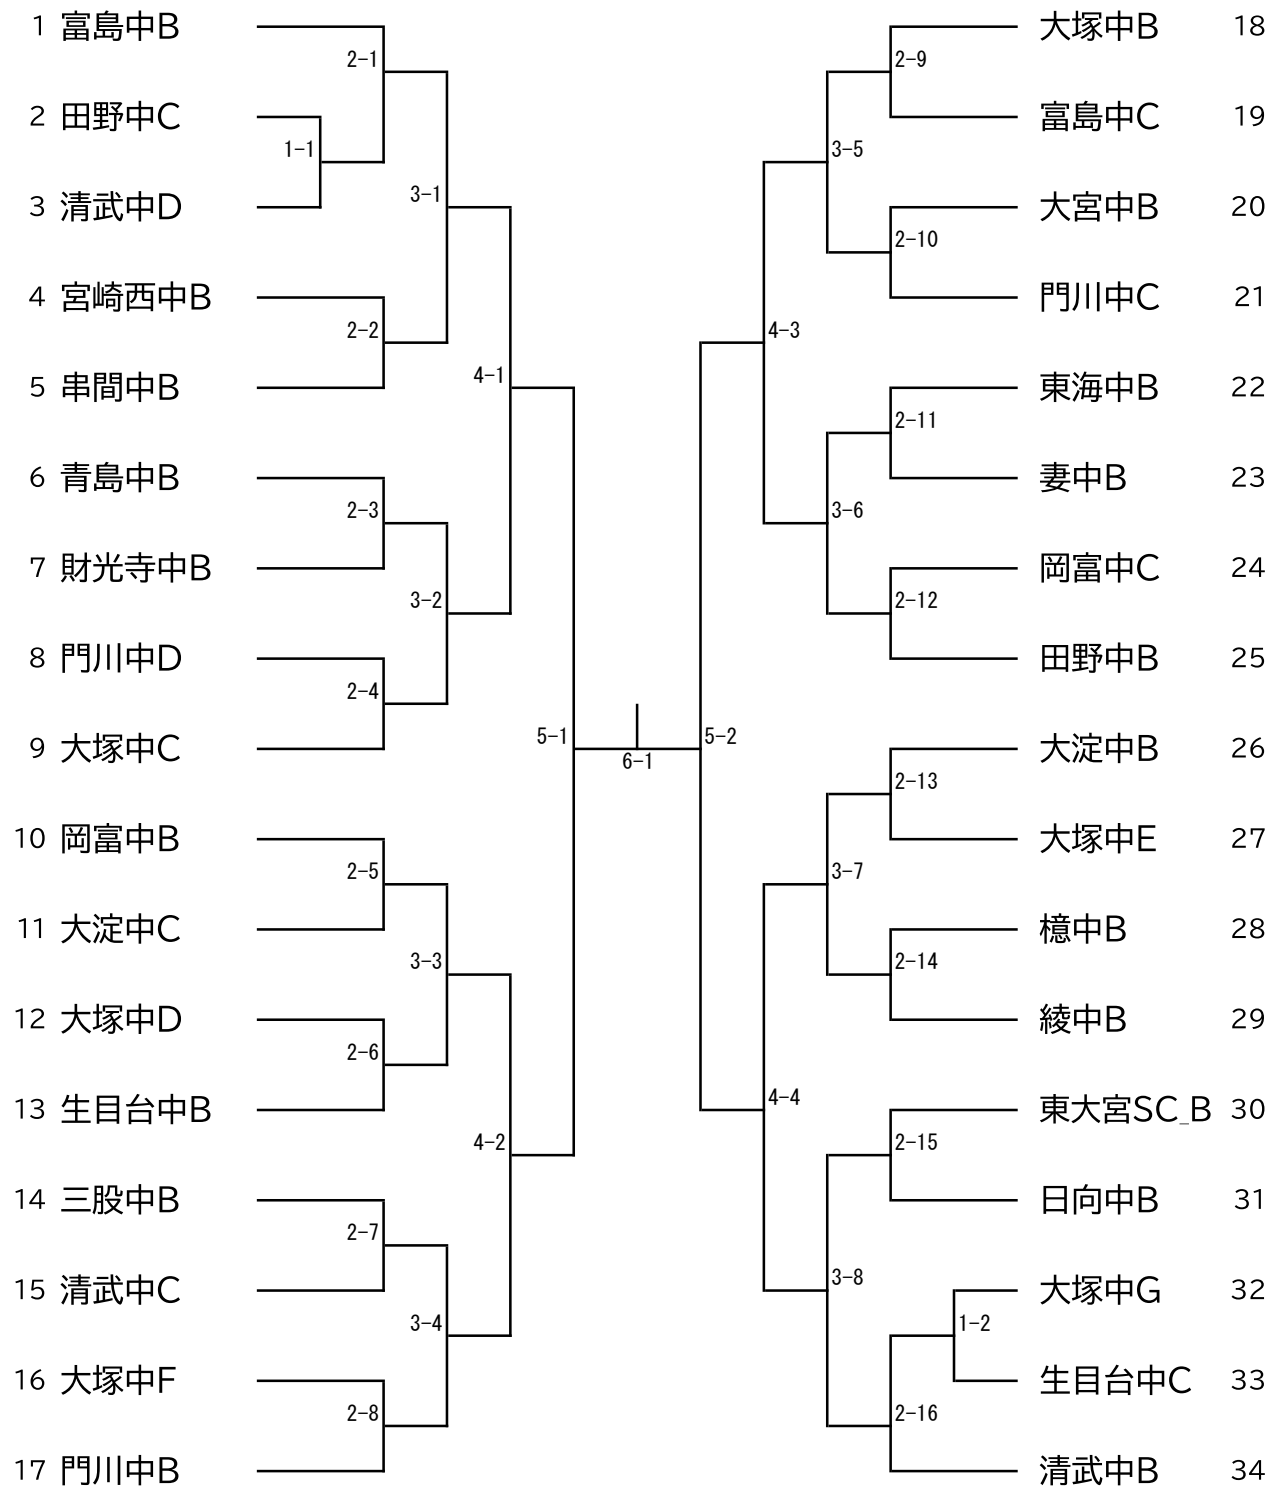 1 富島中B
2-1
2 田野中C
1-1
3 清武中D
3-1
4 宮崎西中B
2-2
5 串間中B
4-1
6 青島中B
2-3
7 財光寺中B
3-2
8 門川中D
2-4
9 大塚中C
5-1
10 岡富中B
2-5
11 大淀中C
3-3
12 大塚中D
2-6
13 生目台中B
4-2
14 三股中B
2-7
15 清武中C
3-4
16 大塚中F
2-8
17 門川中B
6-1
大塚中B 18
2-9
富島中C 19
3-5
大宮中B 20
2-10
門川中C 21
4-3
東海中B 22
2-11
妻中B 23
3-6
岡富中C 24
2-12
田野中B 25
5-2
大淀中B 26
2-13
大塚中E 27
3-7
檍中B 28
2-14
綾中B 29
4-4
東大宮SC_B 30
2-15
日向中B 31
3-8
大塚中G 32
1-2
生目台中C 33
2-16
清武中B 34